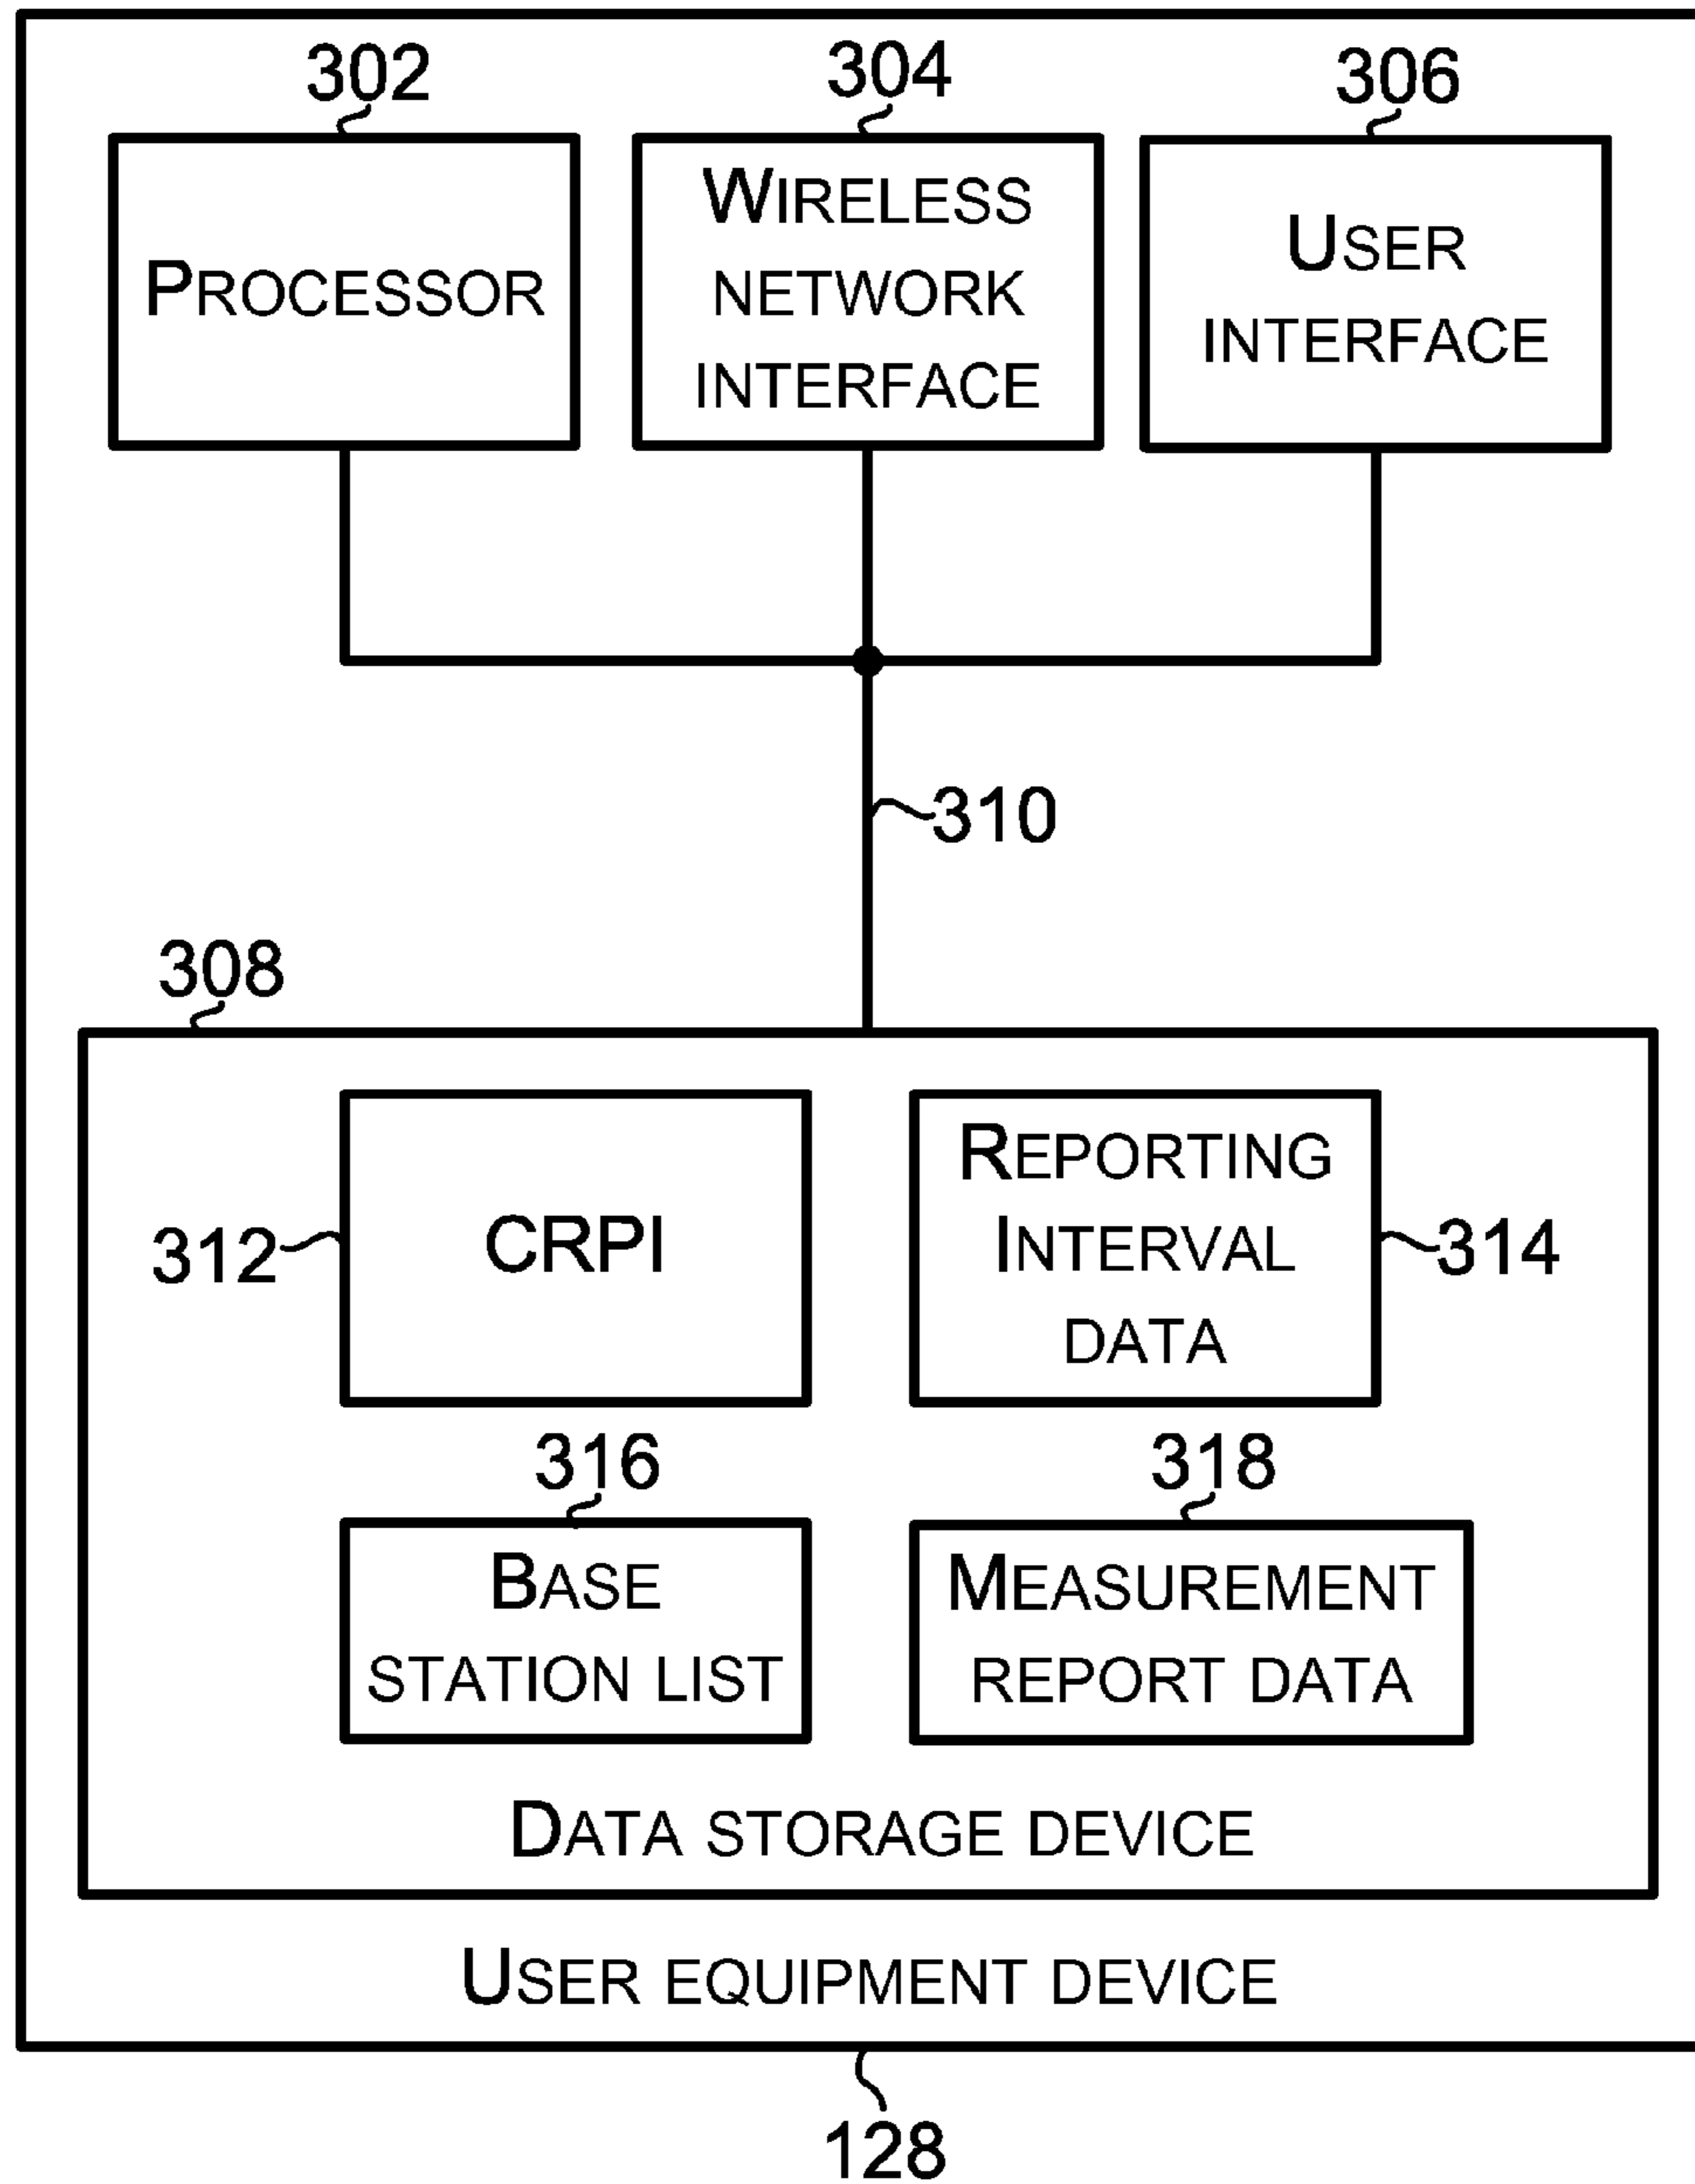 302
304
306
PROCESSOR
WIRELESS
NETWORK
INTERFACE
USER
INTERFACE
310
308
312
CRPI
REPORTING
INTERVAL
DATA
314
316
318
BASE
STATION LIST
MEASUREMENT
REPORT DATA
DATA STORAGE DEVICE
USER EQUIPMENT DEVICE
128